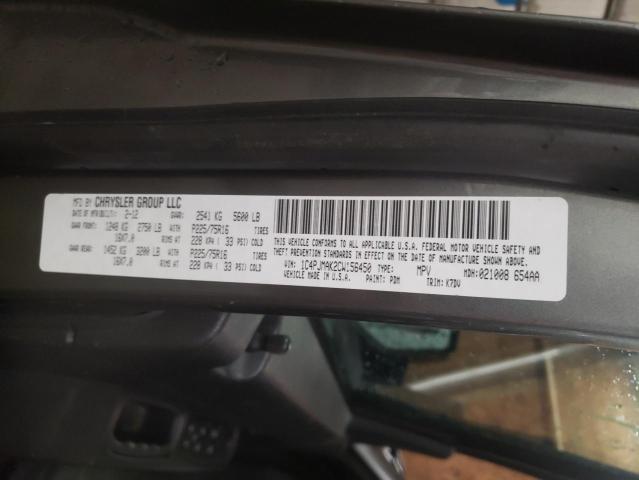 MFD BY CHRYSLER GROUP LLC
DATE OF MFR(BUILT): 2-12 GVWR: 2541 KG 5600 LB
GAWR FRONT: 1248 KG 2750 LB WITH P225/75R16 TIRES
16X7.0 RIMS AT 228 KPA ( 33 PSI) COLD
GAWR REAR: 1452 KG 3200 LB WITH P225/75R16 TIRES
16X7.0 RIMS AT 228 KPA ( 33 PSI) COLD
THIS VEHICLE CONFORMS TO ALL APPLICABLE U.S.A. FEDERAL MOTOR VEHICLE SAFETY AND
THEFT PREVENTION STANDARDS IN EFFECT ON THE DATE OF MANUFACTURE SHOWN ABOVE.
VIN: 1C4PJMAK2CW156450 TYPE: MPV MDH:021008 654AA
MADE IN U.S.A. PAINT: PDM TRIM: K7DV